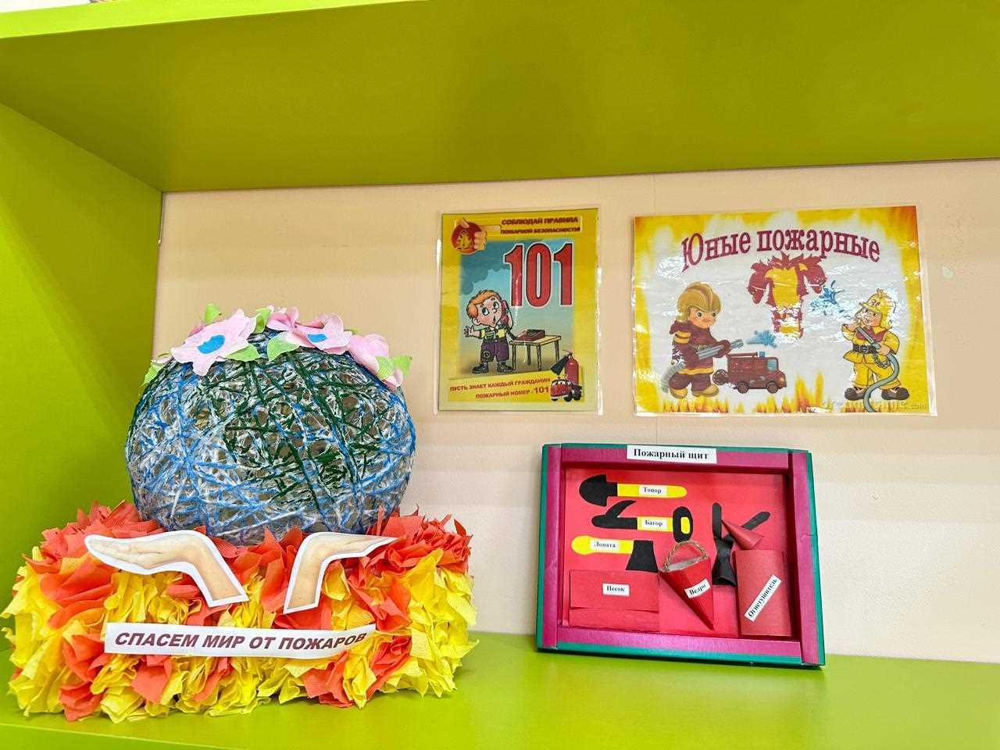 СОБЛЮДАЙ ПРАВИЛА
ПОЖАРНОЙ БЕЗОПАСНОСТИ!
101
ПУСТЬ ЗНАЕТ КАЖДЫЙ ГРАЖДАНИН
ПОЖАРНЫЙ НОМЕР - 101
Юные пожарные
Пожарный щит
Топор
Багор
Лопата
Песок
Ведро
Огнетушитель
СПАСЕМ МИР ОТ ПОЖАРОВ